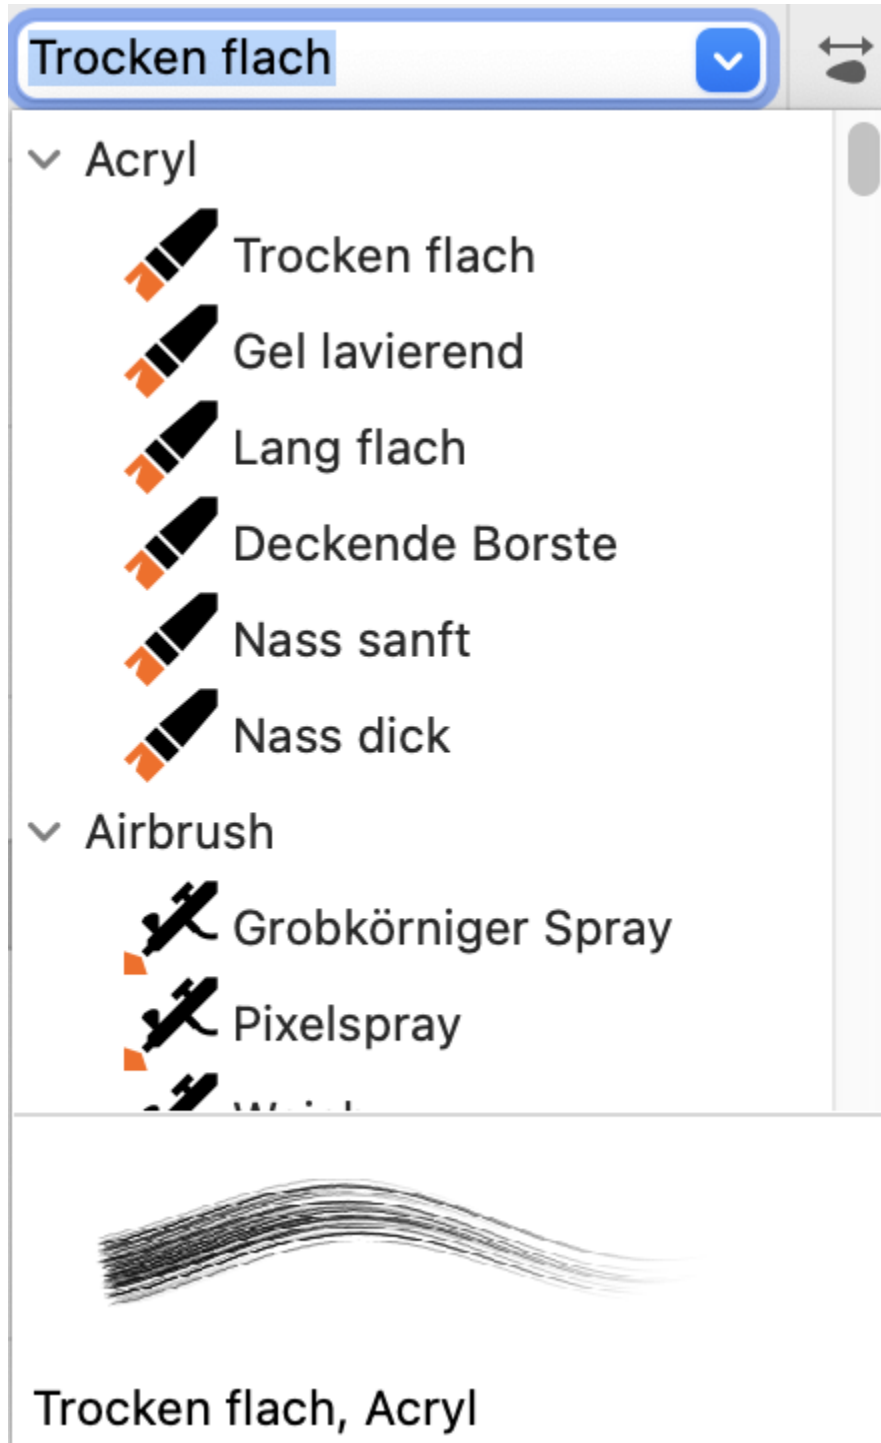 Trocken flach
Acryl
Trocken flach
Gel lavierend
Lang flach
Deckende Borste
Nass sanft
Nass dick
Airbrush
Grobkörniger Spray
Pixelspray
Trocken flach, Acryl